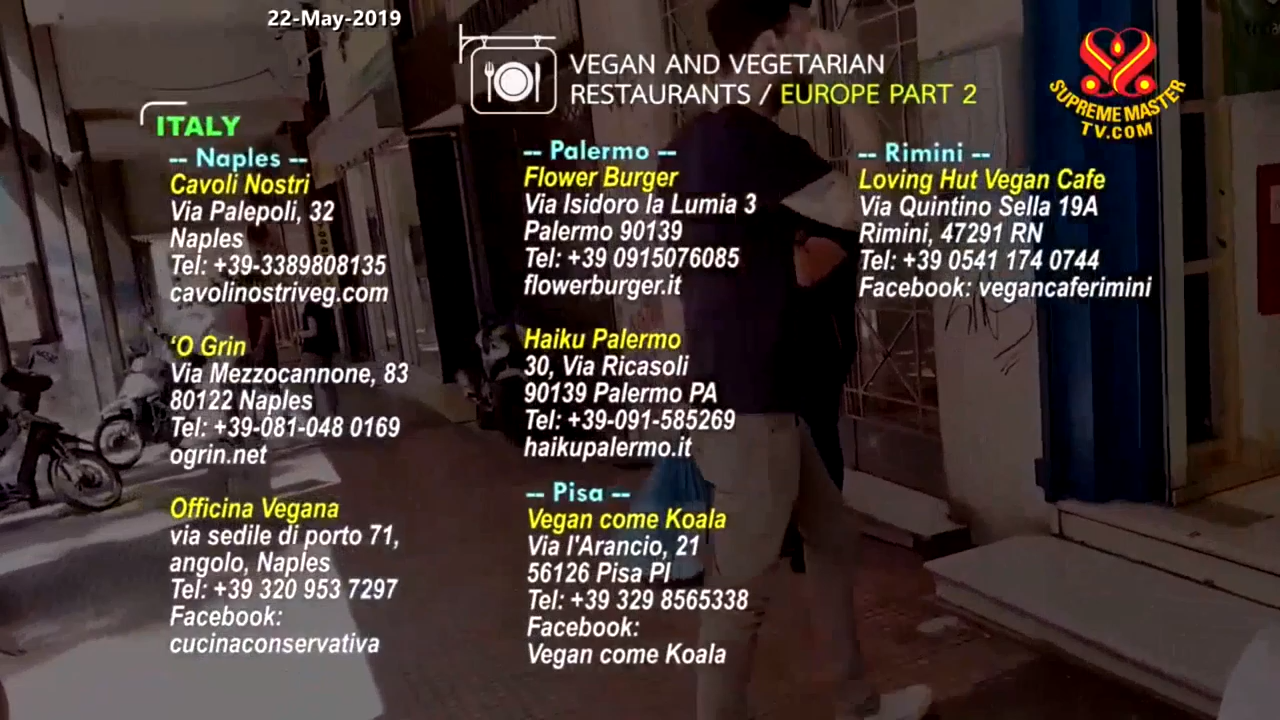 22-May-2019
VEGAN AND VEGETARIAN
RESTAURANTS / EUROPE PART 2
SUPREME MASTER
TV.COM
ITALY
-- Naples --
Cavoli Nostri
Via Palepoli, 32
Naples
Tel: +39-3389808135
cavolinostriveg.com
‘O Grin
Via Mezzocannone, 83
80122 Naples
Tel: +39-081-048 0169
ogrin.net
Officina Vegana
via sedile di porto 71,
angolo, Naples
Tel: +39 320 953 7297
Facebook:
cucinaconservativa
-- Palermo --
Flower Burger
Via Isidoro la Lumia 3
Palermo 90139
Tel: +39 0915076085
flowerburger.it
Haiku Palermo
30, Via Ricasoli
90139 Palermo PA
Tel: +39-091-585269
haikupalermo.it
-- Pisa --
Vegan come Koala
Via l'Arancio, 21
56126 Pisa PI
Tel: +39 329 8565338
Facebook:
Vegan come Koala
-- Rimini --
Loving Hut Vegan Cafe
Via Quintino Sella 19A
Rimini, 47291 RN
Tel: +39 0541 174 0744
Facebook: vegancaferimini